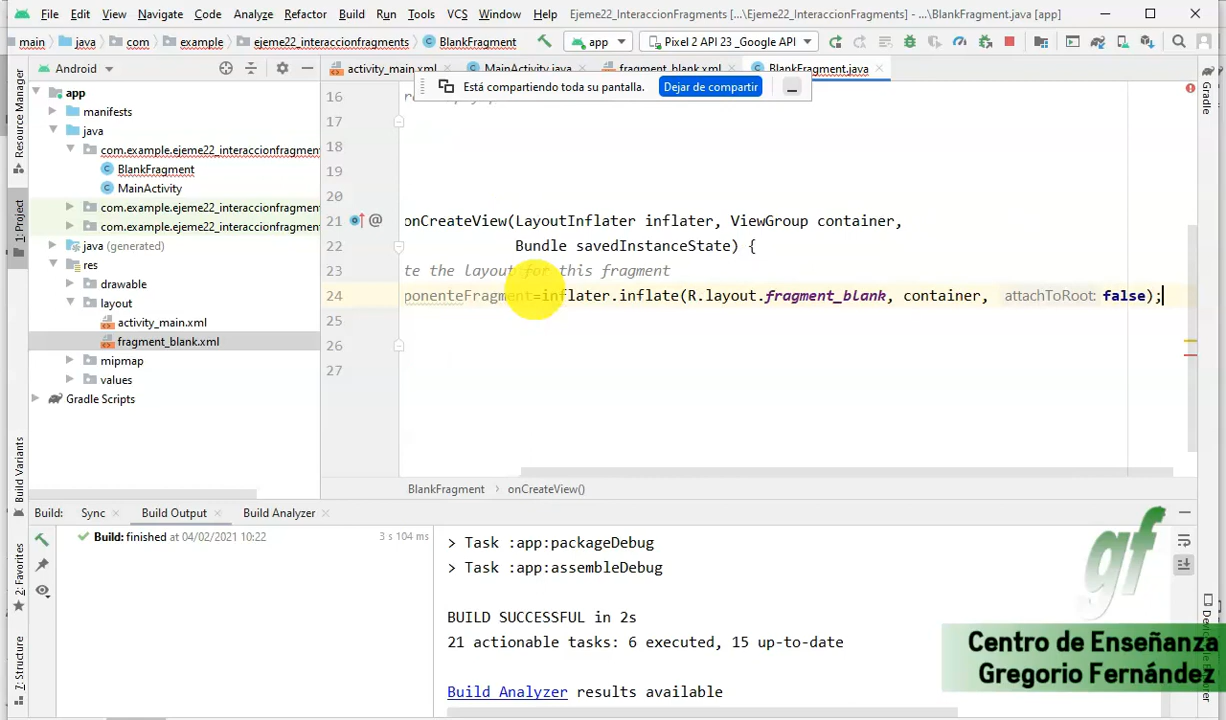 File Edit View Navigate Code Analyze Refactor Build Run Tools VCS Window Help Ejeme22_InteraccionFragments [...\Ejeme22_InteraccionFragments] - ...\BlankFragment.java [app]
main java com example ejeme22_interaccionfragments BlankFragment app Pixel 2 API 23 _Google API
Android activity_main.xml MainActivity.java fragment_blank.xml BlankFragment.java
Está compartiendo toda su pantalla. Dejar de compartir
Resource Manager
1: Project
Build Variants
2: Favorites
7: Structure
Gradle
app
manifests
java
com.example.ejeme22_interaccionfragment
BlankFragment
MainActivity
com.example.ejeme22_interaccionfragment
com.example.ejeme22_interaccionfragment
java (generated)
res
drawable
layout
activity_main.xml
fragment_blank.xml
mipmap
values
Gradle Scripts
16
17
18
19
20
21 onCreateView(LayoutInflater inflater, ViewGroup container,
22 Bundle savedInstanceState) {
23 te the layout for this fragment
24 ponenteFragment=inflater.inflate(R.layout.fragment_blank, container, attachToRoot: false);
25
26
27
BlankFragment onCreateView()
Build: Sync Build Output Build Analyzer
Build: finished at 04/02/2021 10:22 3 s 104 ms
> Task :app:packageDebug
> Task :app:assembleDebug
BUILD SUCCESSFUL in 2s
21 actionable tasks: 6 executed, 15 up-to-date
Build Analyzer results available
gf
Centro de Enseñanza
Gregorio Fernández